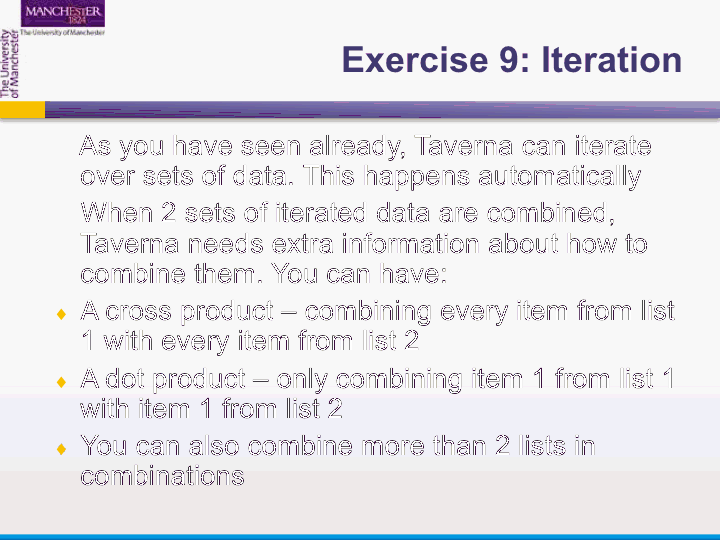 MANCHESTER
1824
The University of Manchester
The University
of Manchester
Exercise 9: Iteration
As you have seen already, Taverna can iterate
over sets of data. This happens automatically
When 2 sets of iterated data are combined,
Taverna needs extra information about how to
combine them. You can have:
A cross product – combining every item from list
1 with every item from list 2
A dot product – only combining item 1 from list 1
with item 1 from list 2
You can also combine more than 2 lists in
combinations